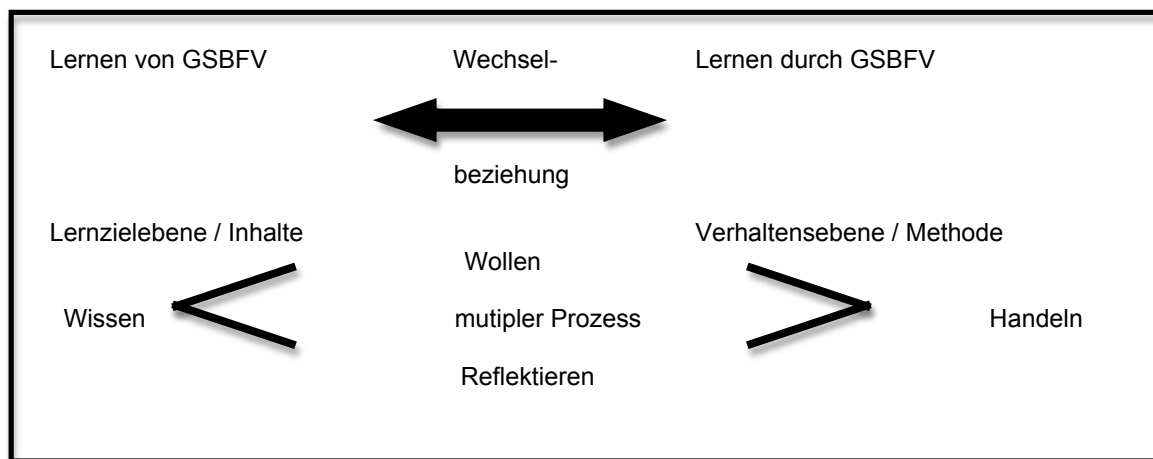 Lernen von GSBFV Wechsel- Lernen durch GSBFV
beziehung
Lernzielebene / Inhalte Verhaltensebene / Methode
Wollen
Wissen mutipler Prozess Handeln
Reflektieren